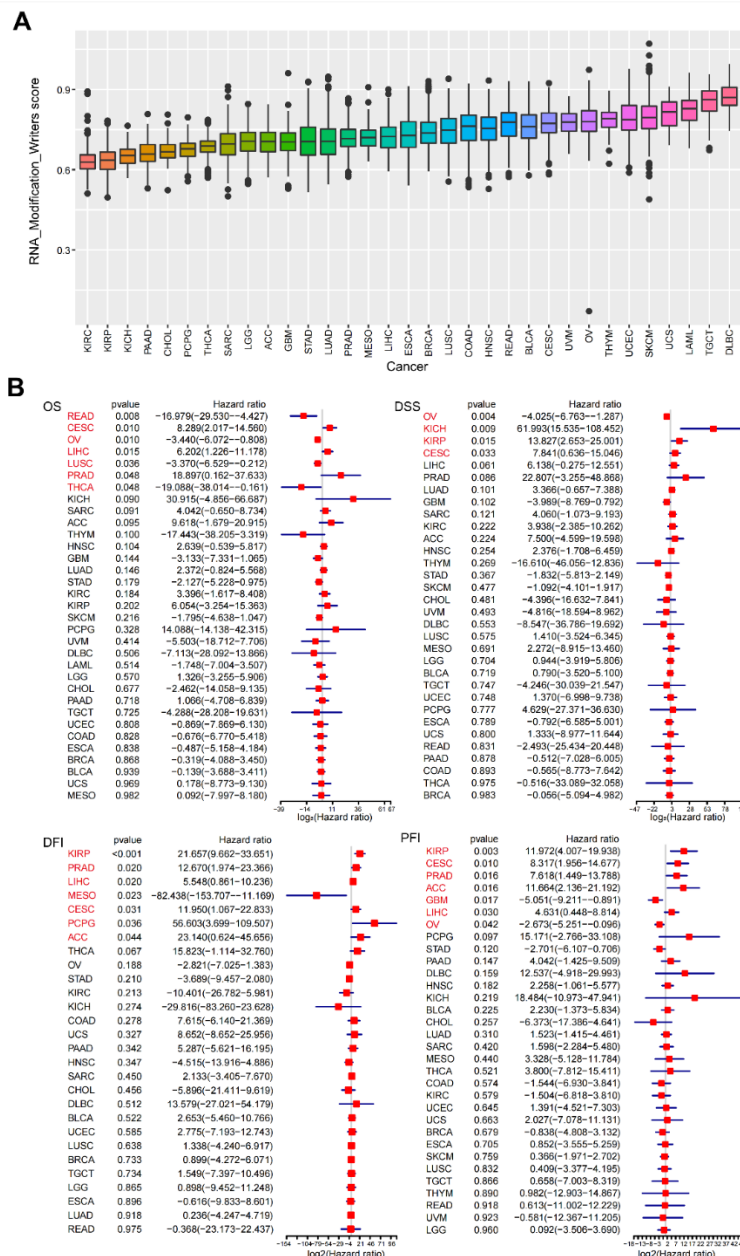 A
RNA_Modification_Writers score
0.9
0.6
0.3
KIRC KIRP KICH PAAD CHOL PCPG THCA SARC LGG ACC GBM STAD LUAD PRAD MESO LIHC ESCA BRCA LUSC COAD HNSC READ BLCA CESC UVM OV THYM UCEC SKCM UCS LAML TGCT DLBC
Cancer
B
OS pvalue Hazard ratio
READ 0.008 -16.979(-29.530--4.427)
CESC 0.010 8.289(2.017-14.560)
OV 0.010 -3.440(-6.072--0.808)
LIHC 0.015 6.202(1.226-11.178)
LUSC 0.036 -3.370(-6.529--0.212)
PRAD 0.048 18.897(0.162-37.633)
THCA 0.048 -19.088(-38.014--0.161)
KICH 0.090 30.915(-4.856-66.687)
SARC 0.091 4.042(-0.650-8.734)
ACC 0.095 9.618(-1.679-20.915)
THYM 0.100 -17.443(-38.205-3.319)
HNSC 0.104 2.639(-0.539-5.817)
GBM 0.144 -3.133(-7.331-1.065)
LUAD 0.146 2.372(-0.824-5.568)
STAD 0.179 -2.127(-5.228-0.975)
KIRC 0.184 3.396(-1.617-8.408)
KIRP 0.202 6.054(-3.254-15.363)
SKCM 0.216 -1.795(-4.638-1.047)
PCPG 0.328 14.088(-14.138-42.315)
UVM 0.414 -5.503(-18.712-7.706)
DLBC 0.506 -7.113(-28.092-13.866)
LAML 0.514 -1.748(-7.004-3.507)
LGG 0.570 1.326(-3.255-5.906)
CHOL 0.677 -2.462(-14.058-9.135)
PAAD 0.718 1.066(-4.708-6.839)
TGCT 0.725 -4.288(-28.208-19.631)
UCEC 0.808 -0.869(-7.869-6.130)
COAD 0.828 -0.676(-6.770-5.418)
ESCA 0.838 -0.487(-5.158-4.184)
BRCA 0.868 -0.319(-4.088-3.450)
BLCA 0.939 -0.139(-3.688-3.411)
UCS 0.969 0.178(-8.773-9.130)
MESO 0.982 0.092(-7.997-8.180)
-39 -14 11 36 61 67
log₂(Hazard ratio)
DSS pvalue Hazard ratio
OV 0.004 -4.025(-6.763--1.287)
KICH 0.009 61.993(15.535-108.452)
KIRP 0.015 13.827(2.653-25.001)
CESC 0.033 7.841(0.636-15.046)
LIHC 0.061 6.138(-0.275-12.551)
PRAD 0.086 22.807(-3.255-48.868)
LUAD 0.101 3.366(-0.657-7.388)
GBM 0.102 -3.989(-8.769-0.792)
SARC 0.121 4.060(-1.073-9.193)
KIRC 0.222 3.938(-2.385-10.262)
ACC 0.224 7.500(-4.599-19.598)
HNSC 0.254 2.376(-1.708-6.459)
THYM 0.269 -16.610(-46.056-12.836)
STAD 0.367 -1.832(-5.813-2.149)
SKCM 0.477 -1.092(-4.101-1.917)
CHOL 0.481 -4.396(-16.632-7.841)
UVM 0.493 -4.816(-18.594-8.962)
DLBC 0.553 -8.547(-36.786-19.692)
LUSC 0.575 1.410(-3.524-6.345)
MESO 0.691 2.272(-8.915-13.460)
LGG 0.704 0.944(-3.919-5.806)
BLCA 0.719 0.790(-3.520-5.100)
TGCT 0.747 -4.246(-30.039-21.547)
UCEC 0.748 1.370(-6.998-9.738)
PCPG 0.777 4.629(-27.371-36.630)
ESCA 0.789 -0.792(-6.585-5.001)
UCS 0.800 1.333(-8.977-11.644)
READ 0.831 -2.493(-25.434-20.448)
PAAD 0.878 -0.512(-7.028-6.005)
COAD 0.893 -0.565(-8.773-7.642)
THCA 0.975 -0.516(-33.089-32.058)
BRCA 0.983 -0.056(-5.094-4.982)
-47 -22 3 28 53 78
log₂(Hazard ratio)
DFI pvalue Hazard ratio
KIRP <0.001 21.657(9.662-33.651)
PRAD 0.020 12.670(1.974-23.366)
LIHC 0.020 5.548(0.861-10.236)
MESO 0.023 -82.438(-153.707--11.169)
CESC 0.031 11.950(1.067-22.833)
PCPG 0.036 56.603(3.699-109.507)
ACC 0.044 23.140(0.624-45.656)
THCA 0.067 15.823(-1.114-32.760)
OV 0.188 -2.821(-7.025-1.383)
STAD 0.210 -3.689(-9.457-2.080)
KIRC 0.213 -10.401(-26.782-5.981)
KICH 0.274 -29.816(-83.260-23.628)
COAD 0.278 7.615(-6.140-21.369)
UCS 0.327 8.652(-8.652-25.956)
PAAD 0.342 5.287(-5.621-16.195)
HNSC 0.347 -4.515(-13.916-4.886)
SARC 0.450 2.133(-3.405-7.670)
CHOL 0.456 -5.896(-21.411-9.619)
DLBC 0.512 13.579(-27.021-54.179)
BLCA 0.522 2.653(-5.460-10.766)
UCEC 0.585 2.775(-7.193-12.743)
LUSC 0.638 1.338(-4.240-6.917)
BRCA 0.733 0.899(-4.272-6.071)
TGCT 0.734 1.549(-7.397-10.496)
LGG 0.865 0.898(-9.452-11.248)
ESCA 0.896 -0.616(-9.833-8.601)
LUAD 0.918 0.236(-4.247-4.719)
READ 0.975 -0.368(-23.173-22.437)
log2(Hazard ratio)
PFI pvalue Hazard ratio
KIRP 0.003 11.972(4.007-19.938)
CESC 0.010 8.317(1.956-14.677)
PRAD 0.016 7.618(1.449-13.788)
ACC 0.016 11.664(2.136-21.192)
GBM 0.017 -5.051(-9.211--0.891)
LIHC 0.030 4.631(0.448-8.814)
OV 0.042 -2.673(-5.251--0.096)
PCPG 0.097 15.171(-2.766-33.108)
STAD 0.120 -2.701(-6.107-0.706)
PAAD 0.147 4.042(-1.425-9.509)
DLBC 0.159 12.537(-4.918-29.993)
HNSC 0.182 2.258(-1.061-5.577)
KICH 0.219 18.484(-10.973-47.941)
BLCA 0.225 2.230(-1.373-5.834)
CHOL 0.257 -6.373(-17.386-4.641)
LUAD 0.310 1.523(-1.415-4.461)
SARC 0.420 1.598(-2.284-5.480)
MESO 0.440 3.328(-5.128-11.784)
THCA 0.521 3.800(-7.812-15.411)
COAD 0.574 -1.544(-6.930-3.841)
KIRC 0.579 -1.504(-6.818-3.810)
UCEC 0.645 1.391(-4.521-7.303)
UCS 0.663 2.027(-7.078-11.131)
BRCA 0.679 -0.838(-4.808-3.132)
ESCA 0.705 0.852(-3.555-5.259)
SKCM 0.759 0.366(-1.971-2.702)
LUSC 0.832 0.409(-3.377-4.195)
TGCT 0.866 0.658(-7.003-8.319)
THYM 0.890 0.982(-12.903-14.867)
READ 0.918 0.613(-11.002-12.229)
UVM 0.923 -0.581(-12.367-11.205)
LGG 0.960 0.092(-3.506-3.690)
log2(Hazard ratio)